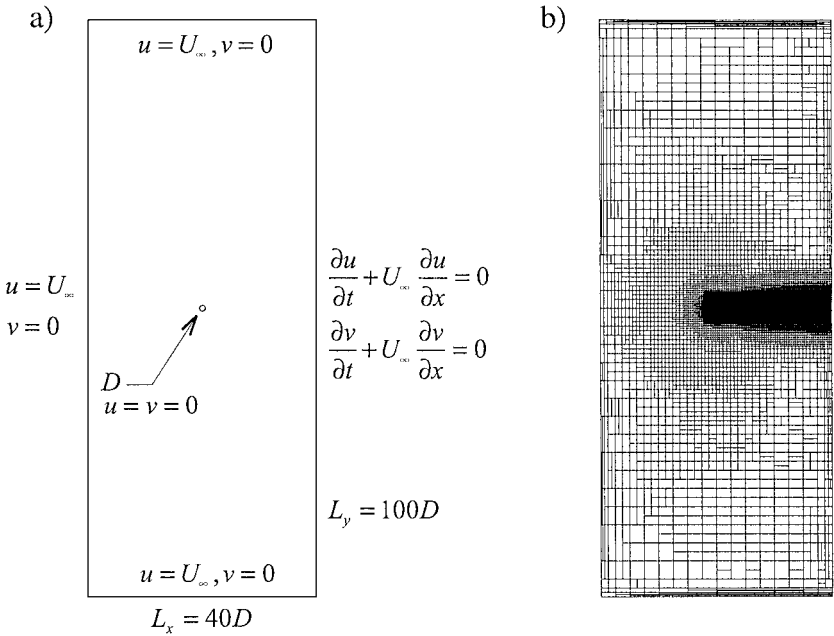 a)
u = U∞, v = 0
u = U∞
v = 0
∂u/∂t + U∞ ∂u/∂x = 0
∂v/∂t + U∞ ∂v/∂x = 0
D
u = v = 0
L_y = 100D
u = U∞, v = 0
L_x = 40D
b)